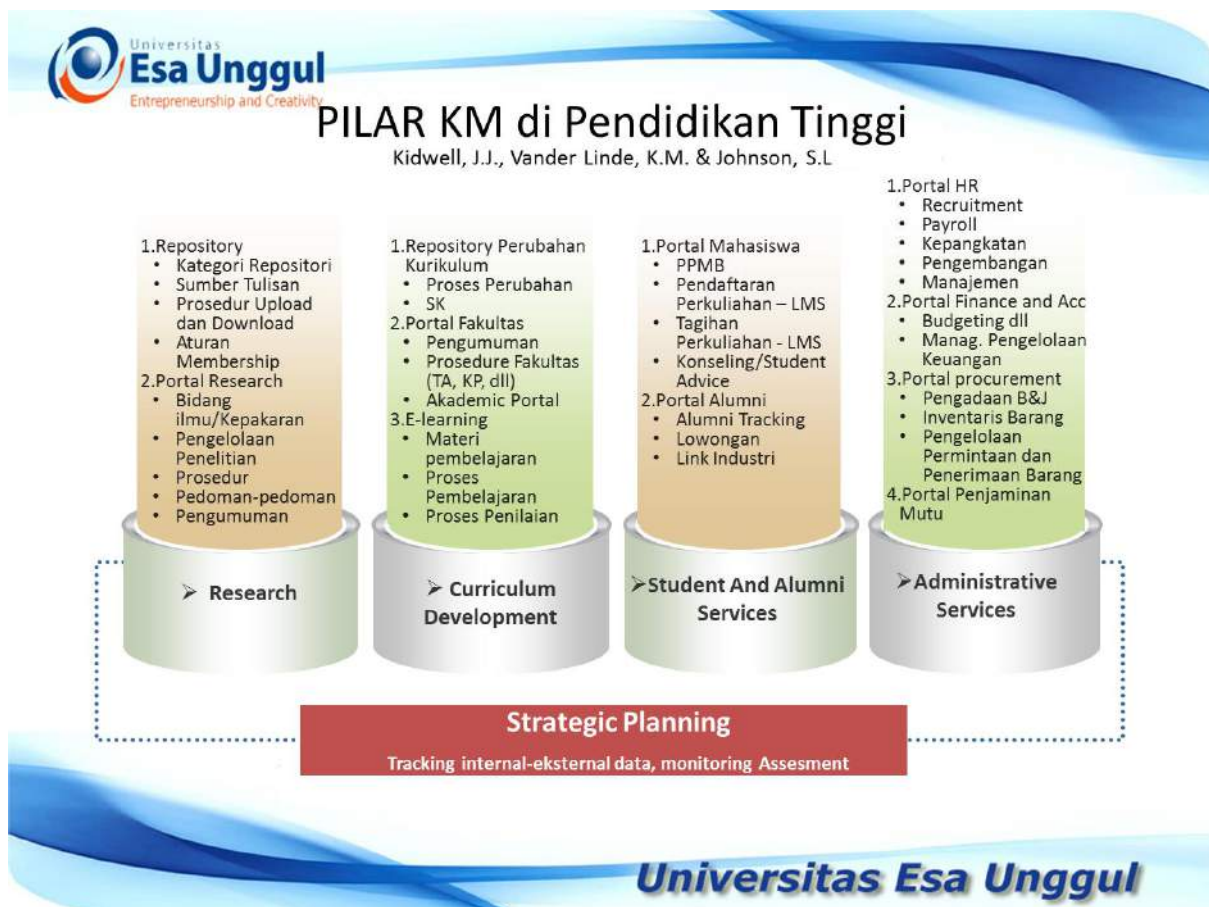 Universitas
Esa Unggul
Entrepreneurship and Creativity
PILAR KM di Pendidikan Tinggi
Kidwell, J.J., Vander Linde, K.M. & Johnson, S.L
1.Repository
• Kategori Repositori
• Sumber Tulisan
• Prosedur Upload
dan Download
• Aturan
Membership
2.Portal Research
• Bidang
ilmu/Kepakaran
• Pengelolaan
Penelitian
• Prosedur
• Pedoman-pedoman
• Pengumuman
➢ Research
1.Repository Perubahan
Kurikulum
• Proses Perubahan
• SK
2.Portal Fakultas
• Pengumuman
• Prosedure Fakultas
(TA, KP, dll)
• Akademic Portal
3.E-learning
• Materi
pembelajaran
• Proses
Pembelajaran
• Proses Penilaian
➢ Curriculum
Development
1.Portal Mahasiswa
• PPMB
• Pendaftaran
Perkuliahan – LMS
• Tagihan
Perkuliahan - LMS
• Konseling/Student
Advice
2.Portal Alumni
• Alumni Tracking
• Lowongan
• Link Industri
➢Student And Alumni
Services
1.Portal HR
• Recruitment
• Payroll
• Kepangkatan
• Pengembangan
• Manajemen
2.Portal Finance and Acc
• Budgeting dll
• Manag. Pengelolaan
Keuangan
3.Portal procurement
• Pengadaan B&J
• Inventaris Barang
• Pengelolaan
Permintaan dan
Penerimaan Barang
4.Portal Penjaminan
Mutu
➢Administrative
Services
Strategic Planning
Tracking internal-eksternal data, monitoring Assesment
Universitas Esa Unggul